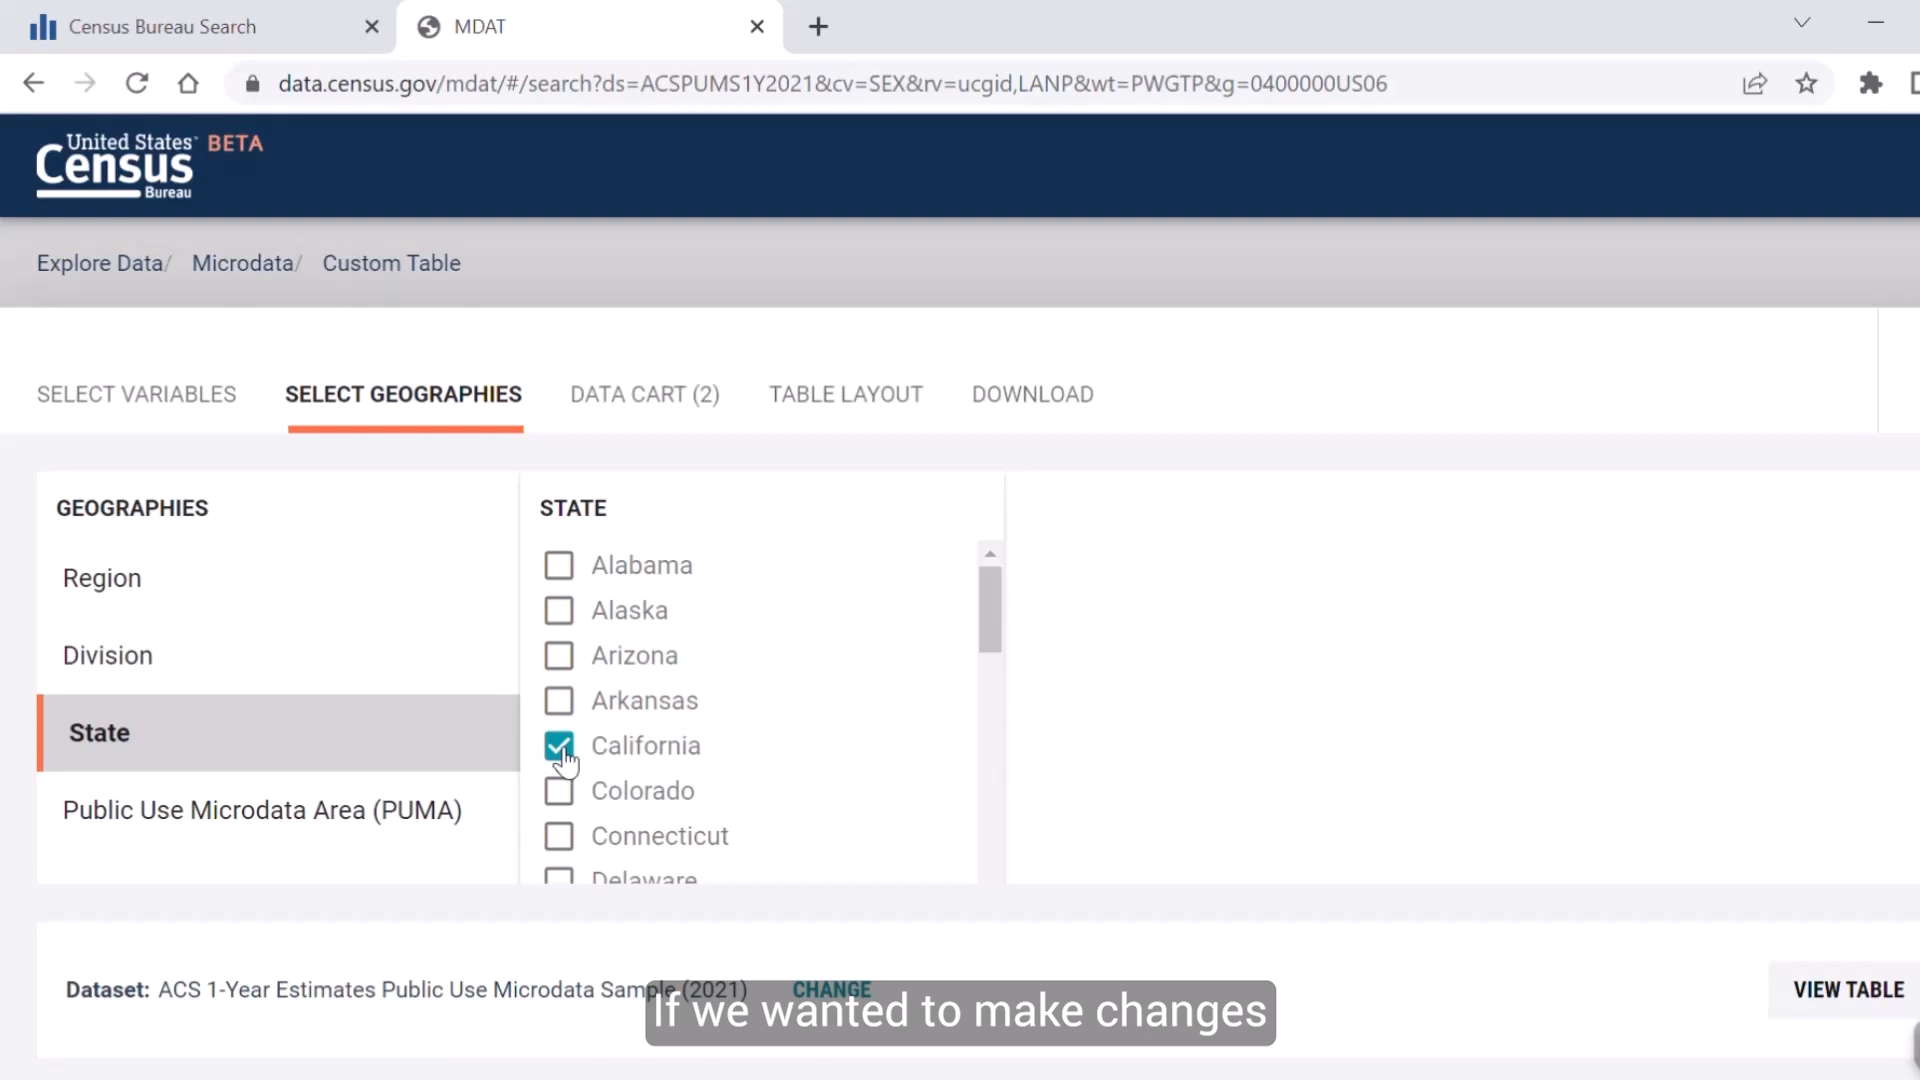 Census Bureau Search
MDAT
data.census.gov/mdat/#/search?ds=ACSPUMS1Y2021&cv=SEX&rv=ucgid,LANP&wt=PWGTP&g=0400000US06
United States™
Census
Bureau
BETA
Explore Data/ Microdata/ Custom Table
SELECT VARIABLES SELECT GEOGRAPHIES DATA CART (2) TABLE LAYOUT DOWNLOAD
GEOGRAPHIES
Region
Division
State
Public Use Microdata Area (PUMA)
STATE
Alabama
Alaska
Arizona
Arkansas
California
Colorado
Connecticut
Delaware
Dataset: ACS 1-Year Estimates Public Use Microdata Sample (2021) CHANGE
VIEW TABLE
If we wanted to make changes